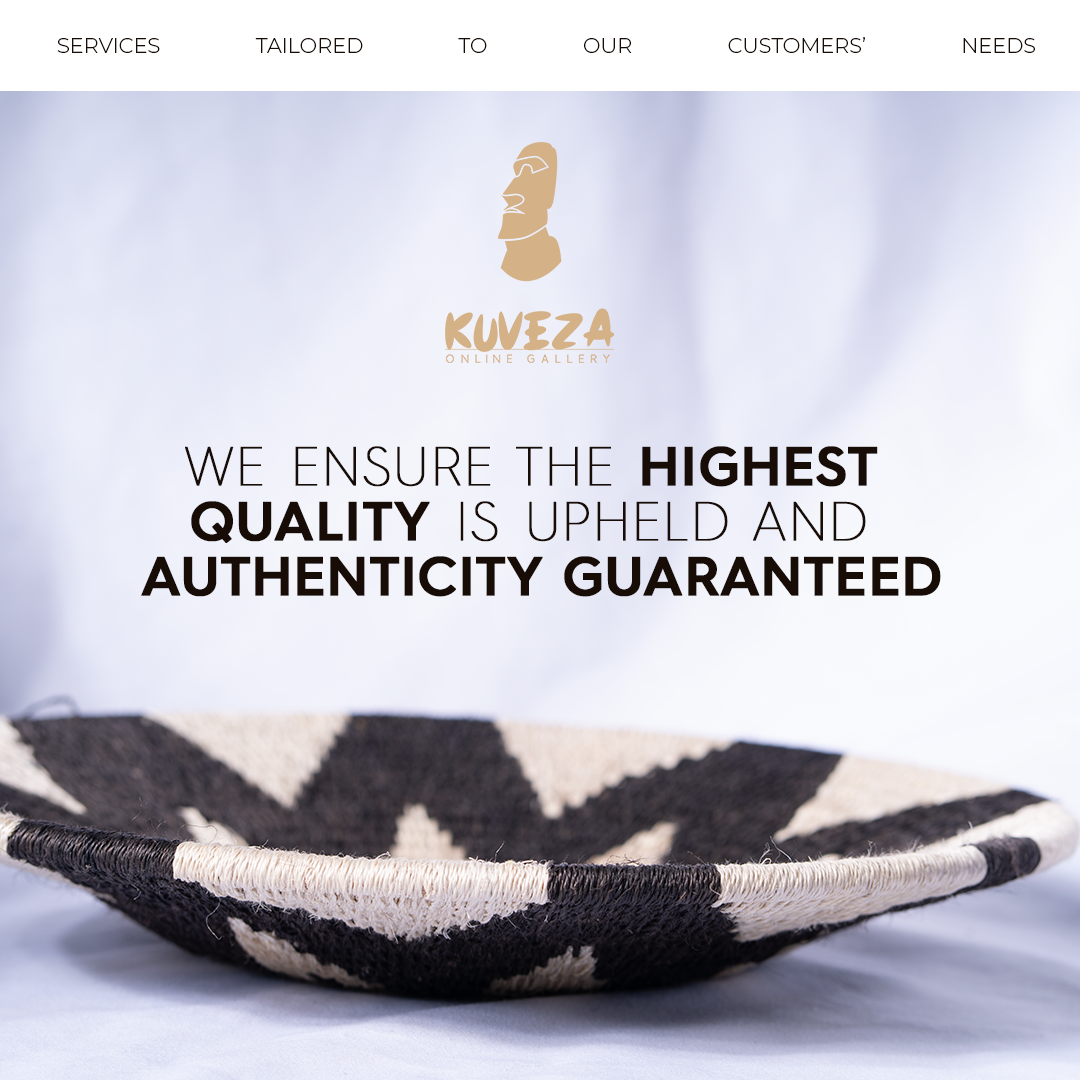 SERVICES TAILORED TO OUR CUSTOMERS’ NEEDS
KUVEZA
ONLINE GALLERY
WE ENSURE THE HIGHEST
QUALITY IS UPHELD AND
AUTHENTICITY GUARANTEED